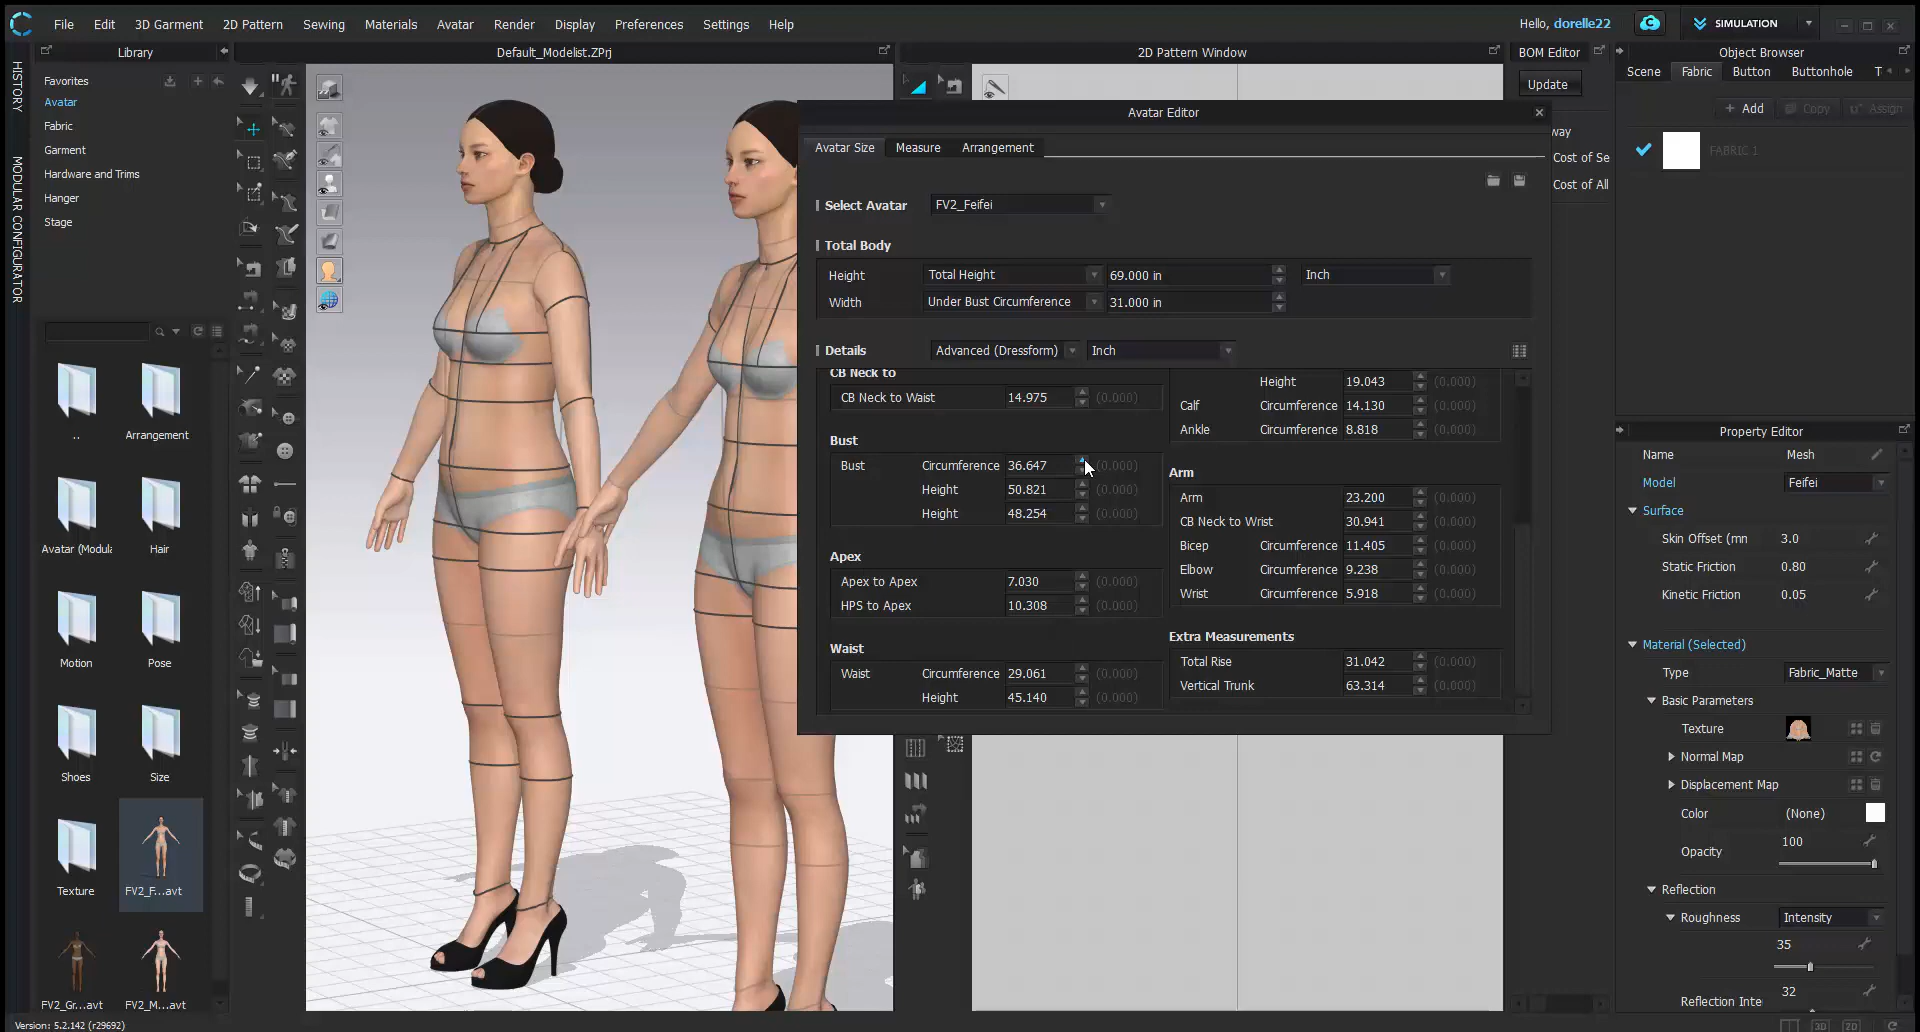 File Edit 3D Garment 2D Pattern Sewing Materials Avatar Render Display Preferences Settings Help
Hello, dorelle22
SIMULATION
HISTORY
MODULAR CONFIGURATOR
Library
Favorites
Avatar
Fabric
Garment
Hardware and Trims
Hanger
Stage
..
Arrangement
Avatar (Modul
Hair
Motion
Pose
Shoes
Size
Texture
FV2_F...avt
FV2_Gr...avt
FV2_M...avt
Version: 5.2.142 (r29692)
Default_Modelist.ZPrj
2D Pattern Window
Avatar Editor
Avatar Size Measure Arrangement
Select Avatar FV2_Feifei
Total Body
Height Total Height 69.000 in Inch
Width Under Bust Circumference 31.000 in
Details Advanced (Dressform) Inch
CB Neck to
CB Neck to Waist 14.975 (0.000)
Bust
Bust Circumference 36.647 (0.000)
Height 50.821 (0.000)
Height 48.254 (0.000)
Apex
Apex to Apex 7.030 (0.000)
HPS to Apex 10.308 (0.000)
Waist
Waist Circumference 29.061 (0.000)
Height 45.140 (0.000)
Height 19.043 (0.000)
Calf Circumference 14.130 (0.000)
Ankle Circumference 8.818 (0.000)
Arm
Arm 23.200 (0.000)
CB Neck to Wrist 30.941 (0.000)
Bicep Circumference 11.405 (0.000)
Elbow Circumference 9.238 (0.000)
Wrist Circumference 5.918 (0.000)
Extra Measurements
Total Rise 31.042 (0.000)
Vertical Trunk 63.314 (0.000)
BOM Editor
Update
way
Cost of Se
Cost of All
Object Browser
Scene Fabric Button Buttonhole T
+ Add Copy Assign
FABRIC 1
Property Editor
Name Mesh
Model Feifei
Surface
Skin Offset (mn 3.0
Static Friction 0.80
Kinetic Friction 0.05
Material (Selected)
Type Fabric_Matte
Basic Parameters
Texture
Normal Map
Displacement Map
Color (None)
Opacity 100
Reflection
Roughness Intensity
35
Reflection Inte 32
3D 2D